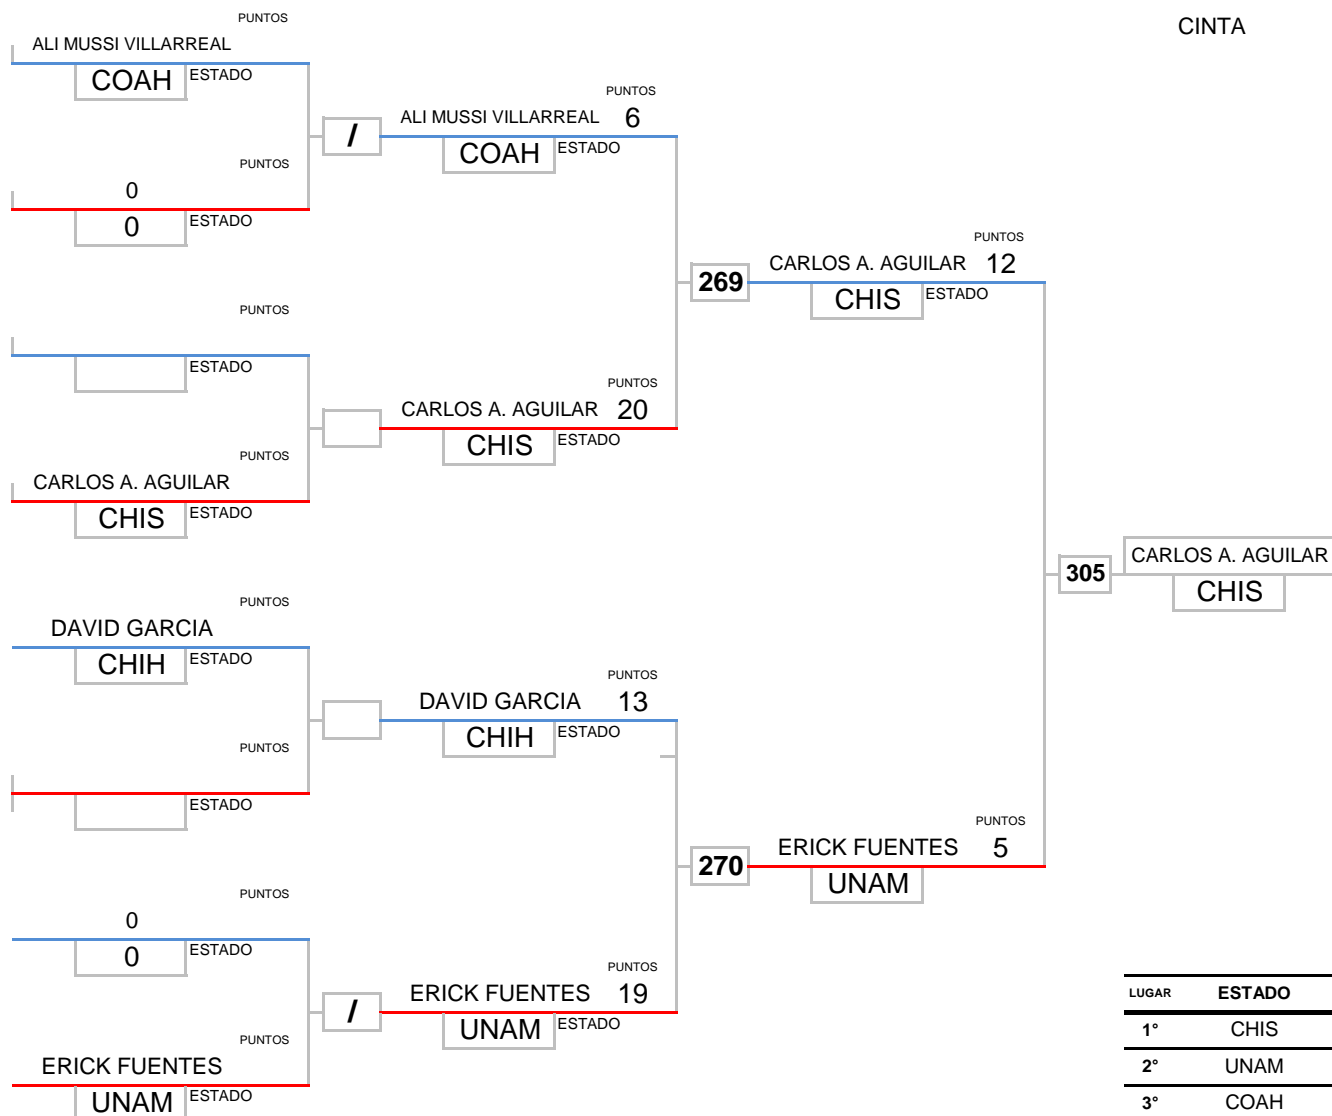 PUNTOS
CINTA
ALI MUSSI VILLARREAL
COAH ESTADO
PUNTOS
ALI MUSSI VILLARREAL 6
/
COAH ESTADO
PUNTOS
0
0 ESTADO
PUNTOS
CARLOS A. AGUILAR 12
269
CHIS ESTADO
PUNTOS
ESTADO
PUNTOS
CARLOS A. AGUILAR 20
CHIS ESTADO
PUNTOS
CARLOS A. AGUILAR
CHIS ESTADO
CARLOS A. AGUILAR
305
CHIS
PUNTOS
DAVID GARCIA
CHIH ESTADO
PUNTOS
DAVID GARCIA 13
CHIH ESTADO
PUNTOS
ESTADO
PUNTOS
ERICK FUENTES 5
270
UNAM
PUNTOS
0
0 ESTADO
PUNTOS
ERICK FUENTES 19
/
UNAM ESTADO
PUNTOS
ERICK FUENTES
UNAM ESTADO
LUGAR ESTADO
1° CHIS
2° UNAM
3° COAH